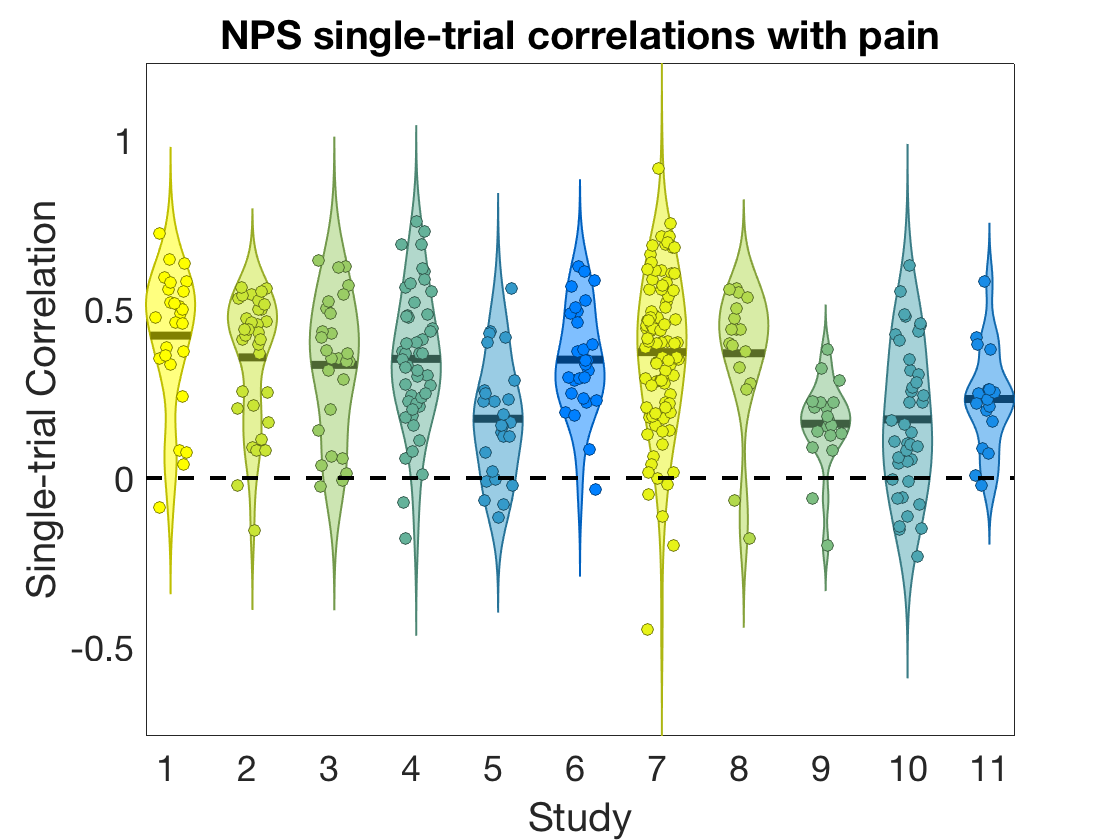 NPS single-trial correlations with pain
Single-trial Correlation
1
0.5
0
-0.5
1 2 3 4 5 6 7 8 9 10 11
Study